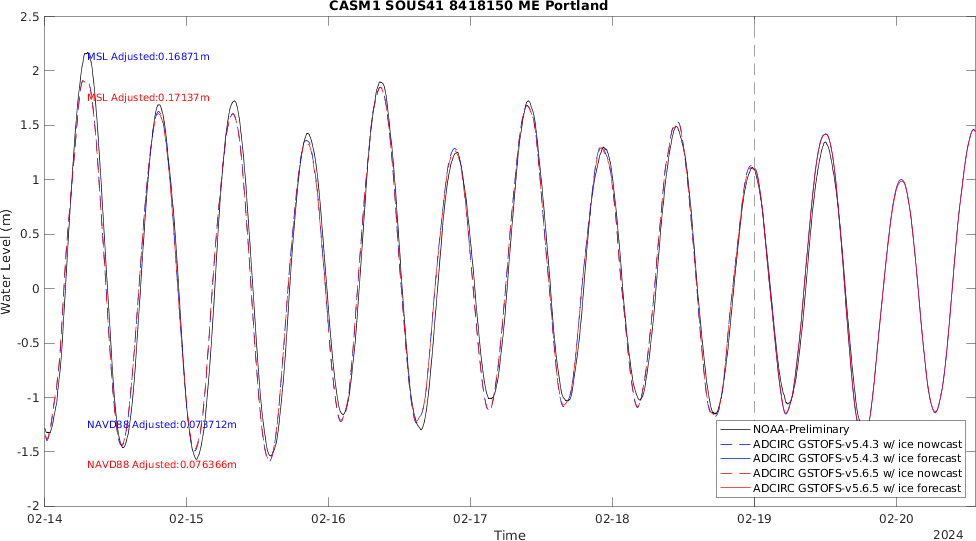 CASM1 SOUS41 8418150 ME Portland
2.5
2
1.5
1
0.5
0
-0.5
-1
-1.5
-2
Water Level (m)
MSL Adjusted:0.16871m
MSL Adjusted:0.17137m
NAVD88 Adjusted:0.073712m
NAVD88 Adjusted:0.076366m
NOAA-Preliminary
ADCIRC GSTOFS-v5.4.3 w/ ice nowcast
ADCIRC GSTOFS-v5.4.3 w/ ice forecast
ADCIRC GSTOFS-v5.6.5 w/ ice nowcast
ADCIRC GSTOFS-v5.6.5 w/ ice forecast
02-14 02-15 02-16 02-17 02-18 02-19 02-20
Time
2024